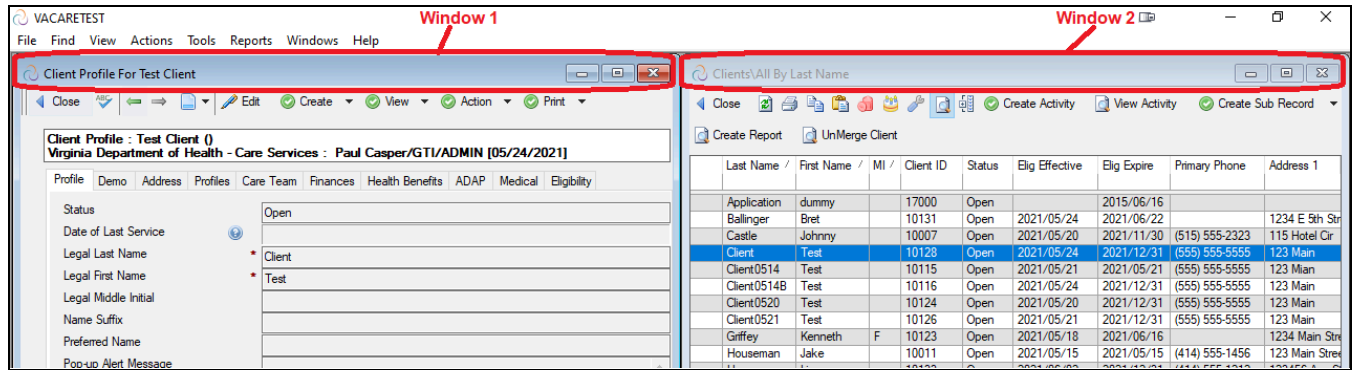 VACARETEST
Window 1
Window 2
File Find View Actions Tools Reports Windows Help
Client Profile For Test Client
Close ABC Edit Create View Action Print
Client Profile : Test Client ()
Virginia Department of Health - Care Services : Paul Casper/GTI/ADMIN [05/24/2021]
Profile Demo Address Profiles Care Team Finances Health Benefits ADAP Medical Eligibility
Status Open
Date of Last Service
Legal Last Name * Client
Legal First Name * Test
Legal Middle Initial
Name Suffix
Preferred Name
Pop-up Alert Message
Clients\All By Last Name
Close Create Activity View Activity Create Sub Record
Create Report UnMerge Client
Last Name / First Name / MI / Client ID Status Elig Effective Elig Expire Primary Phone Address 1
Application dummy 17000 Open 2015/06/16
Ballinger Bret 10131 Open 2021/05/24 2021/06/22 1234 E 5th Str
Castle Johnny 10007 Open 2021/05/20 2021/11/30 (515) 555-2323 115 Hotel Cir
Client Test 10128 Open 2021/05/24 2021/12/31 (555) 555-5555 123 Main
Client0514 Test 10115 Open 2021/05/21 2021/05/21 (555) 555-5555 123 Mian
Client0514B Test 10116 Open 2021/05/24 2021/12/31 (555) 555-5555 123 Main
Client0520 Test 10124 Open 2021/05/20 2021/12/31 (555) 555-5555 123 Main
Client0521 Test 10126 Open 2021/05/21 2021/12/31 (555) 555-5555 123 Main
Griffey Kenneth F 10123 Open 2021/05/18 2021/06/16 1234 Main Stre
Houseman Jake 10011 Open 2021/05/15 2021/05/15 (414) 555-1456 123 Main Stree